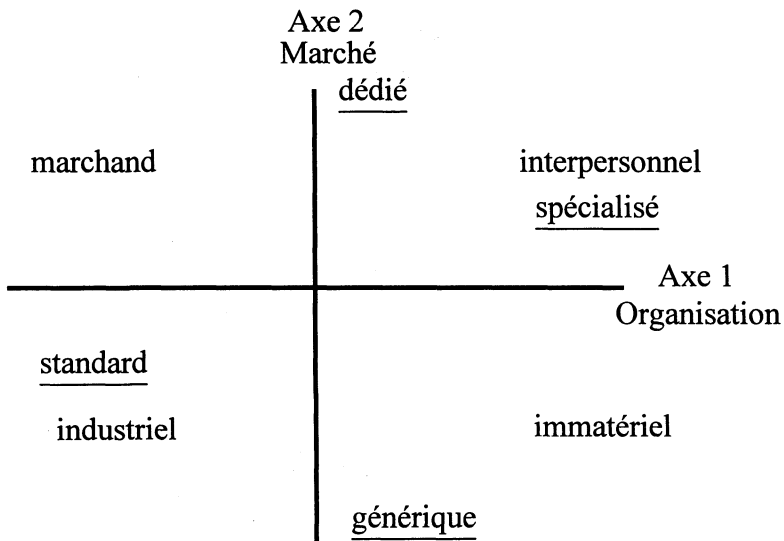 Axe 2
Marché
dédié
marchand
interpersonnel
spécialisé
Axe 1
Organisation
standard
industriel
immatériel
générique